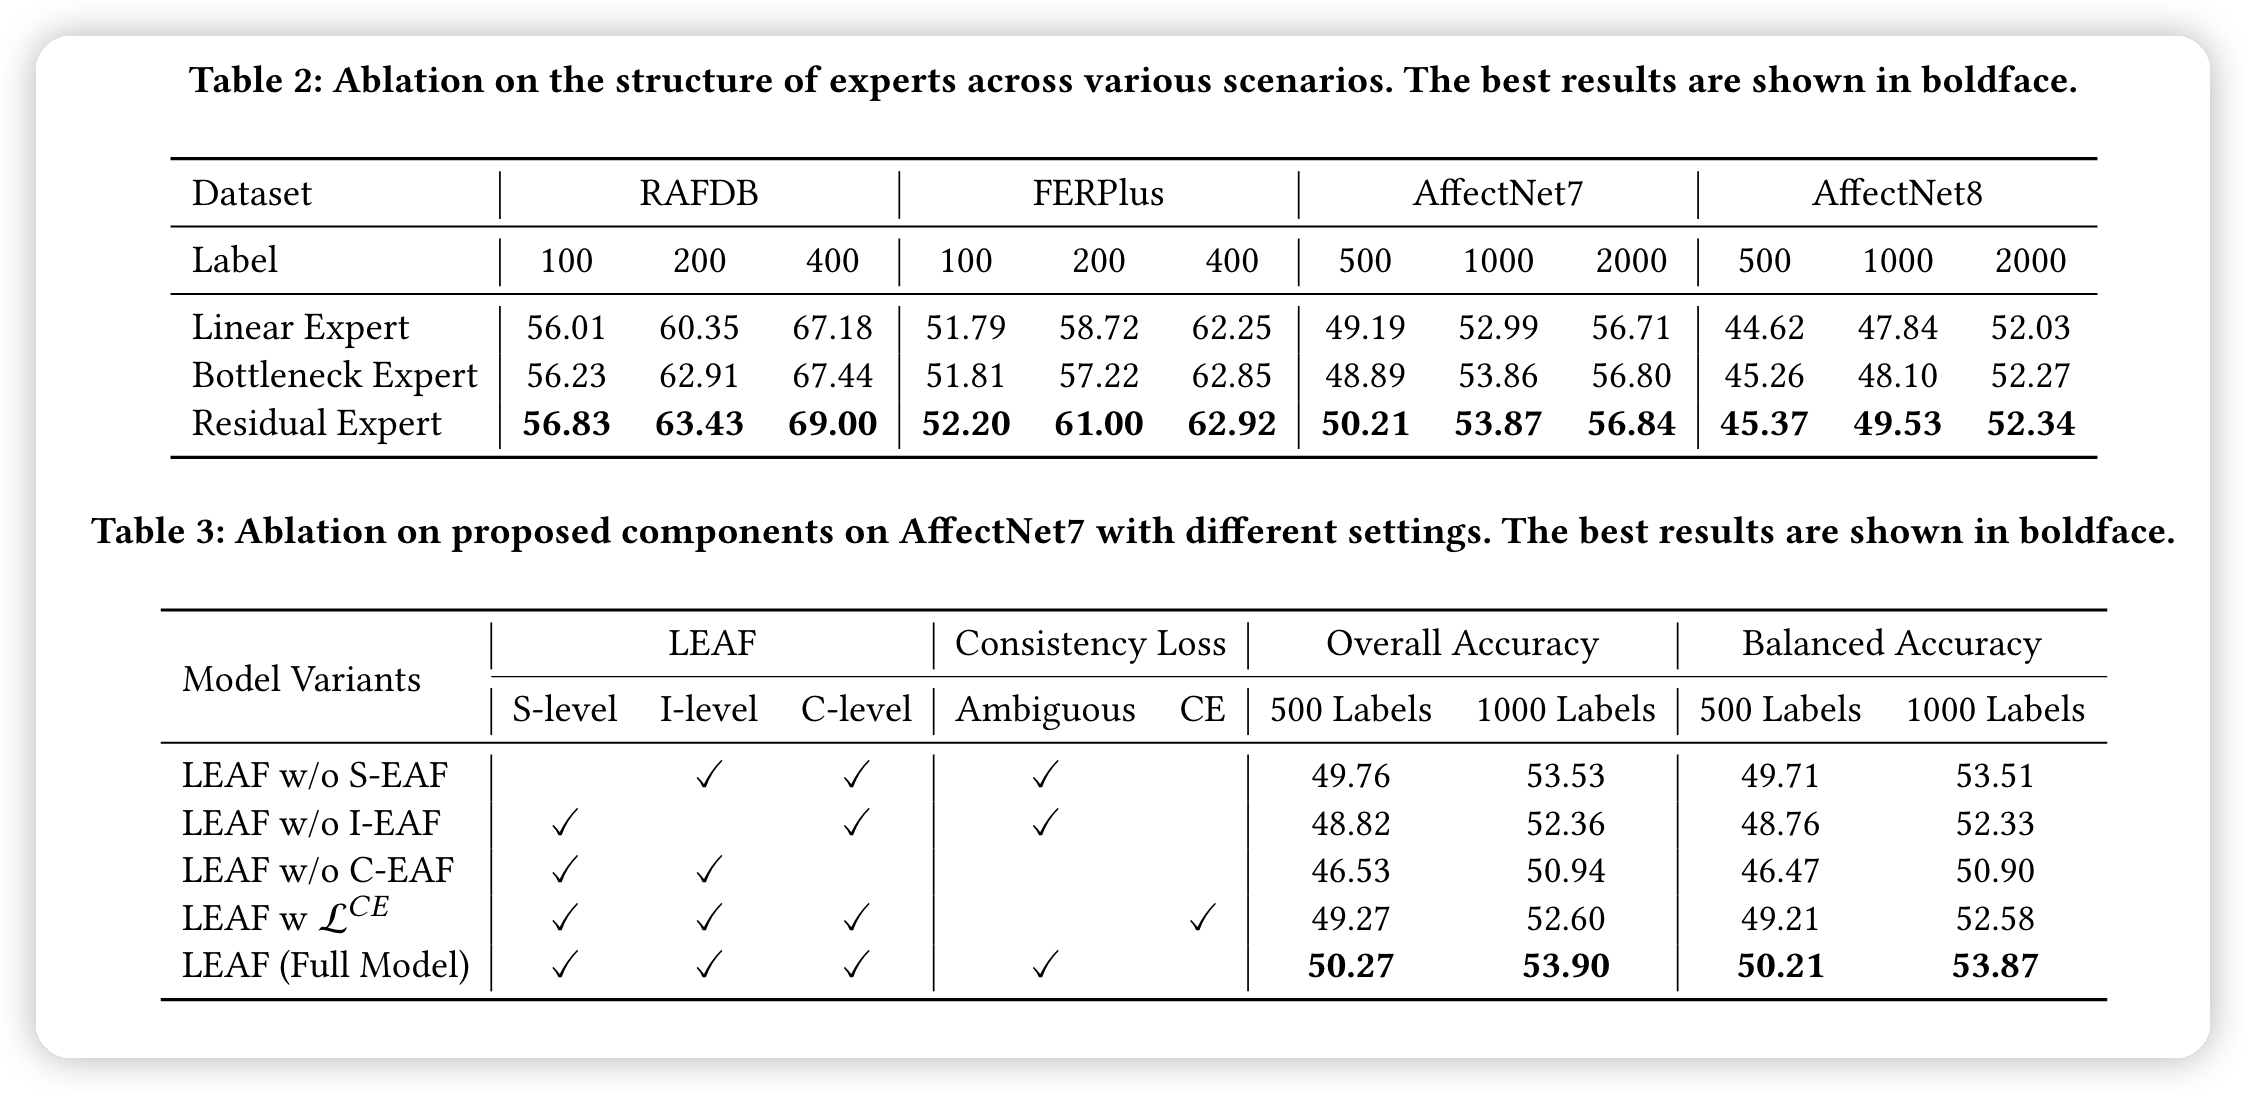 Table 2: Ablation on the structure of experts across various scenarios. The best results are shown in boldface.
Dataset RAFDB FERPlus AffectNet7 AffectNet8
Label 100 200 400 100 200 400 500 1000 2000 500 1000 2000
Linear Expert 56.01 60.35 67.18 51.79 58.72 62.25 49.19 52.99 56.71 44.62 47.84 52.03
Bottleneck Expert 56.23 62.91 67.44 51.81 57.22 62.85 48.89 53.86 56.80 45.26 48.10 52.27
Residual Expert 56.83 63.43 69.00 52.20 61.00 62.92 50.21 53.87 56.84 45.37 49.53 52.34
Table 3: Ablation on proposed components on AffectNet7 with different settings. The best results are shown in boldface.
Model Variants LEAF Consistency Loss Overall Accuracy Balanced Accuracy
S-level I-level C-level Ambiguous CE 500 Labels 1000 Labels 500 Labels 1000 Labels
LEAF w/o S-EAF ✓ ✓ ✓ 49.76 53.53 49.71 53.51
LEAF w/o I-EAF ✓ ✓ ✓ 48.82 52.36 48.76 52.33
LEAF w/o C-EAF ✓ ✓ 46.53 50.94 46.47 50.90
LEAF w ℒ^CE ✓ ✓ ✓ ✓ 49.27 52.60 49.21 52.58
LEAF (Full Model) ✓ ✓ ✓ ✓ 50.27 53.90 50.21 53.87